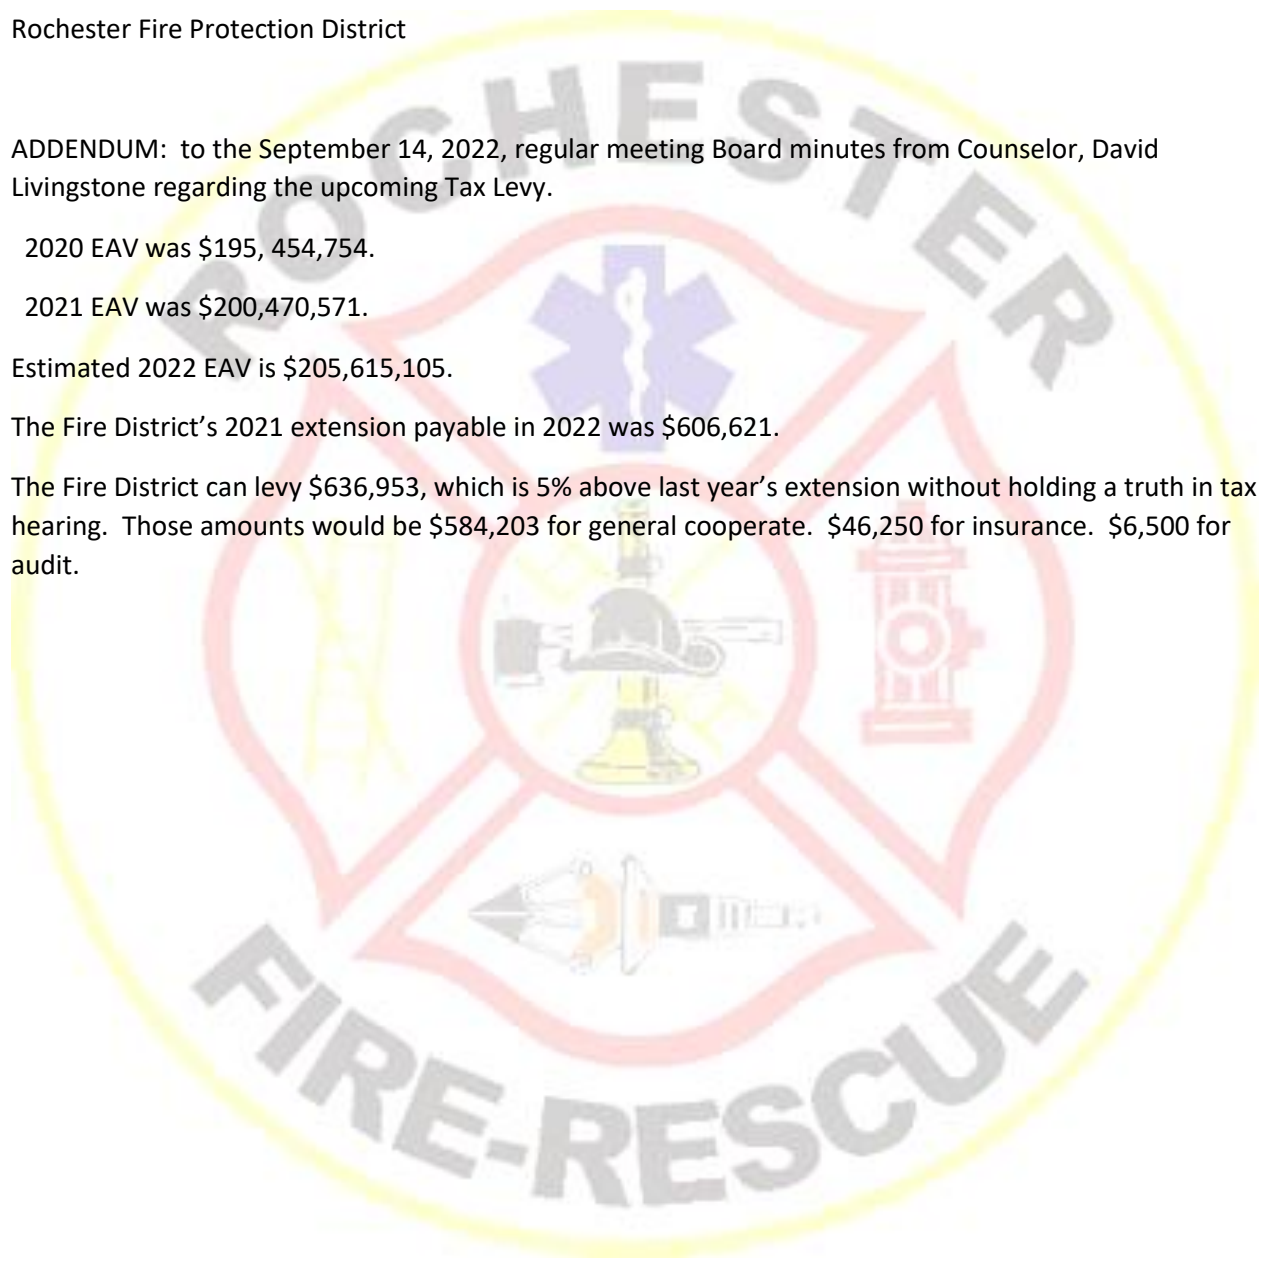 Rochester Fire Protection District
ADDENDUM:  to the September 14, 2022, regular meeting Board minutes from Counselor, David
Livingstone regarding the upcoming Tax Levy.
2020 EAV was $195, 454,754.
2021 EAV was $200,470,571.
Estimated 2022 EAV is $205,615,105.
The Fire District’s 2021 extension payable in 2022 was $606,621.
The Fire District can levy $636,953, which is 5% above last year’s extension without holding a truth in tax
hearing.  Those amounts would be $584,203 for general cooperate.  $46,250 for insurance.  $6,500 for
audit.
ROCHESTER
FIRE-RESCUE